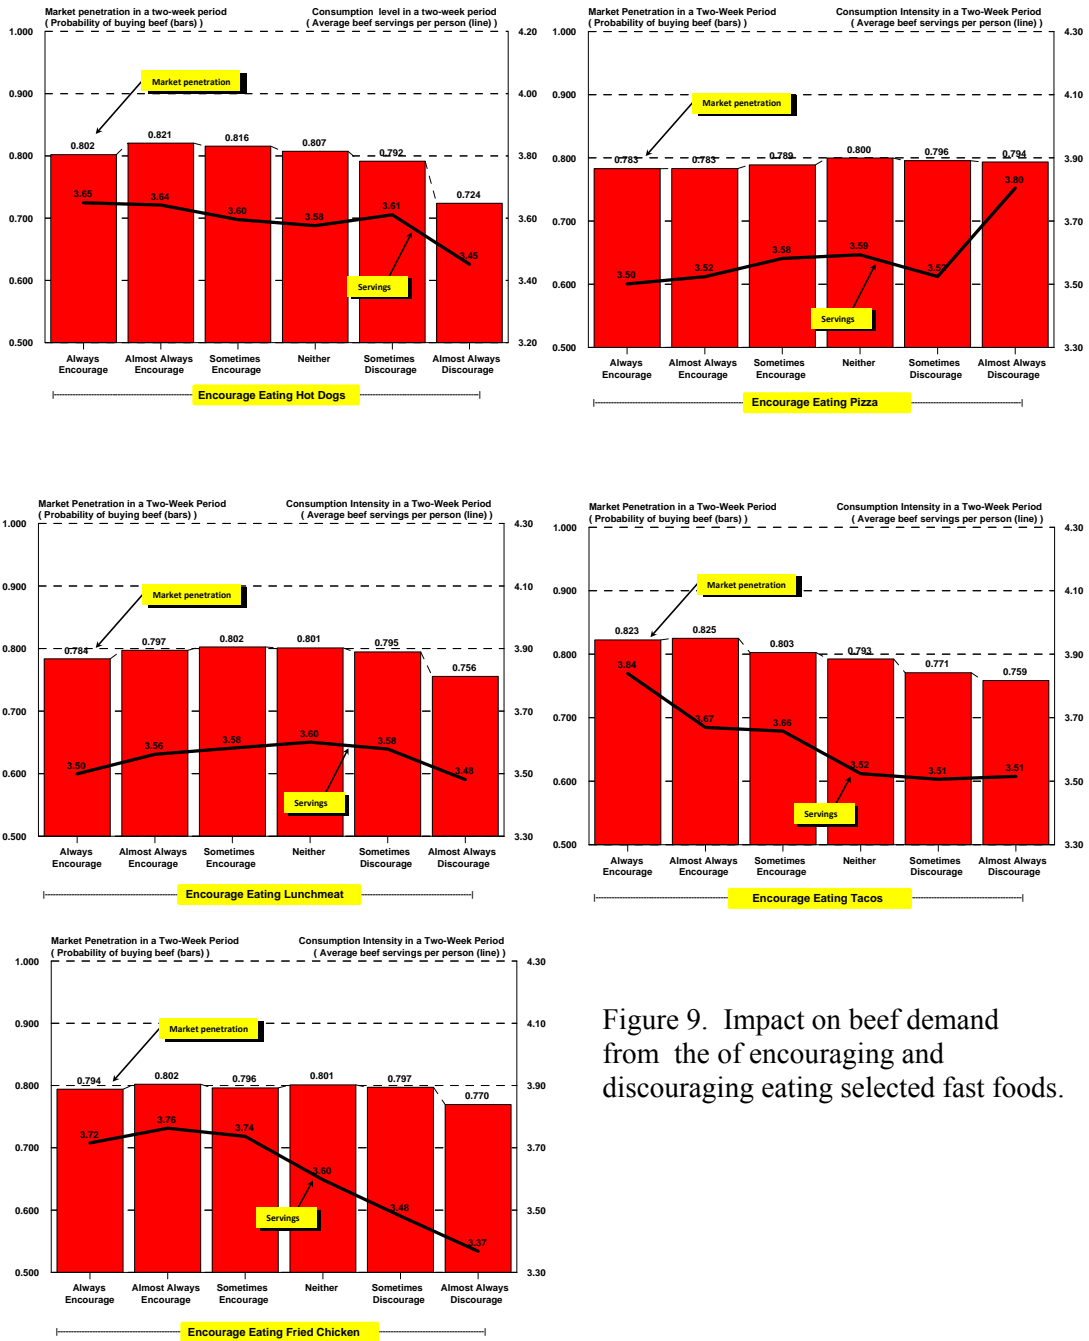 Market penetration in a two-week period
( Probability of buying beef (bars) )
Consumption level in a two-week period
( Average beef servings per person (line) )
1.000
0.900
0.800
0.700
0.600
0.500
4.20
4.00
3.80
3.60
3.40
3.20
Market penetration
0.802
0.821
0.816
0.807
0.792
0.724
3.65
3.64
3.60
3.58
3.61
3.45
Servings
Always
Encourage
Almost Always
Encourage
Sometimes
Encourage
Neither
Sometimes
Discourage
Almost Always
Discourage
Encourage Eating Hot Dogs
Market Penetration in a Two-Week Period
( Probability of buying beef (bars) )
Consumption Intensity in a Two-Week Period
( Average beef servings per person (line) )
1.000
0.900
0.800
0.700
0.600
0.500
4.30
4.10
3.90
3.70
3.50
3.30
Market penetration
0.783
0.783
0.789
0.800
0.796
0.794
3.50
3.52
3.58
3.59
3.52
3.80
Servings
Always
Encourage
Almost Always
Encourage
Sometimes
Encourage
Neither
Sometimes
Discourage
Almost Always
Discourage
Encourage Eating Pizza
Market Penetration in a Two-Week Period
( Probability of buying beef (bars) )
Consumption Intensity in a Two-Week Period
( Average beef servings per person (line) )
1.000
0.900
0.800
0.700
0.600
0.500
4.30
4.10
3.90
3.70
3.50
3.30
Market penetration
0.784
0.797
0.802
0.801
0.795
0.756
3.50
3.56
3.58
3.60
3.58
3.48
Servings
Always
Encourage
Almost Always
Encourage
Sometimes
Encourage
Neither
Sometimes
Discourage
Almost Always
Discourage
Encourage Eating Lunchmeat
Market Penetration in a Two-Week Period
( Probability of buying beef (bars) )
Consumption Intensity in a Two-Week Period
( Average beef servings per person (line) )
1.000
0.900
0.800
0.700
0.600
0.500
4.30
4.10
3.90
3.70
3.50
3.30
Market penetration
0.823
0.825
0.803
0.793
0.771
0.759
3.84
3.67
3.66
3.52
3.51
3.51
Servings
Always
Encourage
Almost Always
Encourage
Sometimes
Encourage
Neither
Sometimes
Discourage
Almost Always
Discourage
Encourage Eating Tacos
Market Penetration in a Two-Week Period
( Probability of buying beef (bars) )
Consumption Intensity in a Two-Week Period
( Average beef servings per person (line) )
1.000
0.900
0.800
0.700
0.600
0.500
4.30
4.10
3.90
3.70
3.50
3.30
Market penetration
0.794
0.802
0.796
0.801
0.797
0.770
3.72
3.76
3.74
3.60
3.48
3.37
Servings
Always
Encourage
Almost Always
Encourage
Sometimes
Encourage
Neither
Sometimes
Discourage
Almost Always
Discourage
Encourage Eating Fried Chicken
Figure 9. Impact on beef demand
from the of encouraging and
discouraging eating selected fast foods.